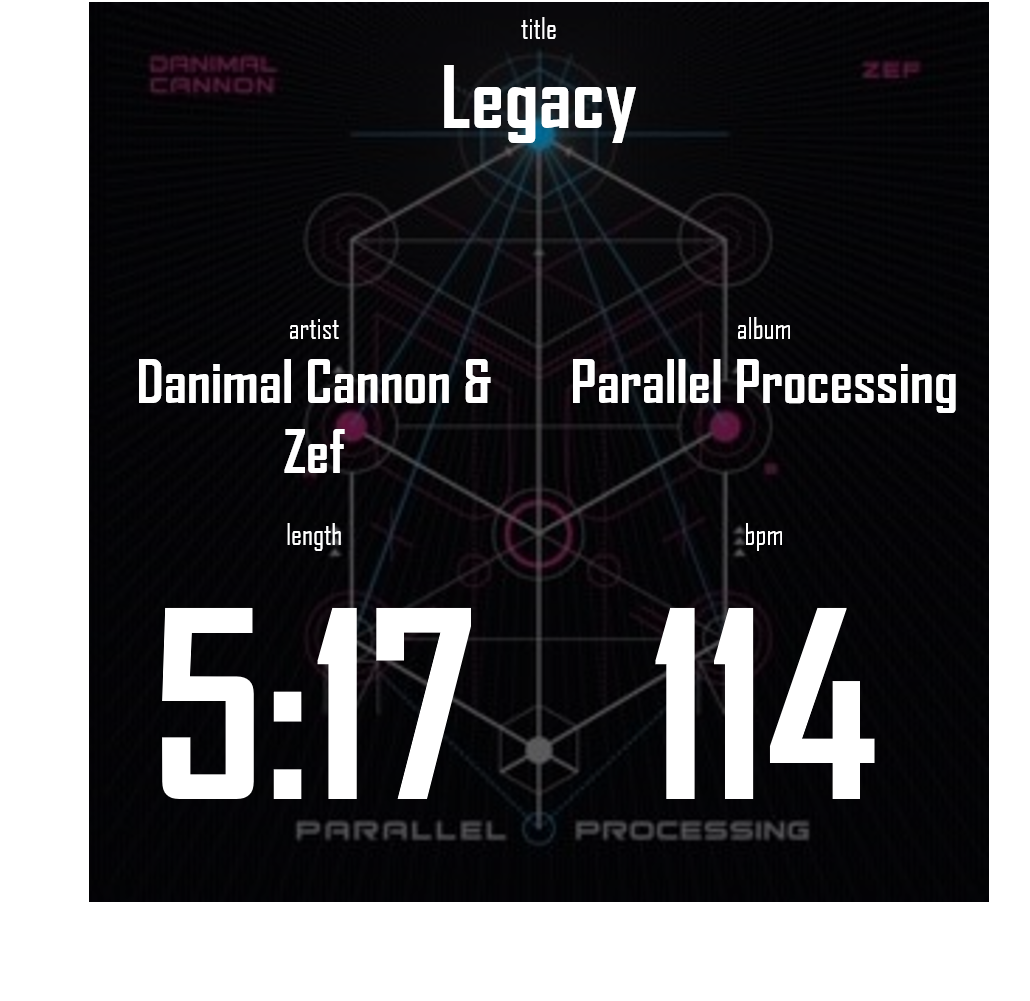 title
DANIMAL
CANNON
ZEF
Legacy
artist
Danimal Cannon &
Zef
album
Parallel Processing
length
5:17
bpm
114
PARALLEL PROCESSING